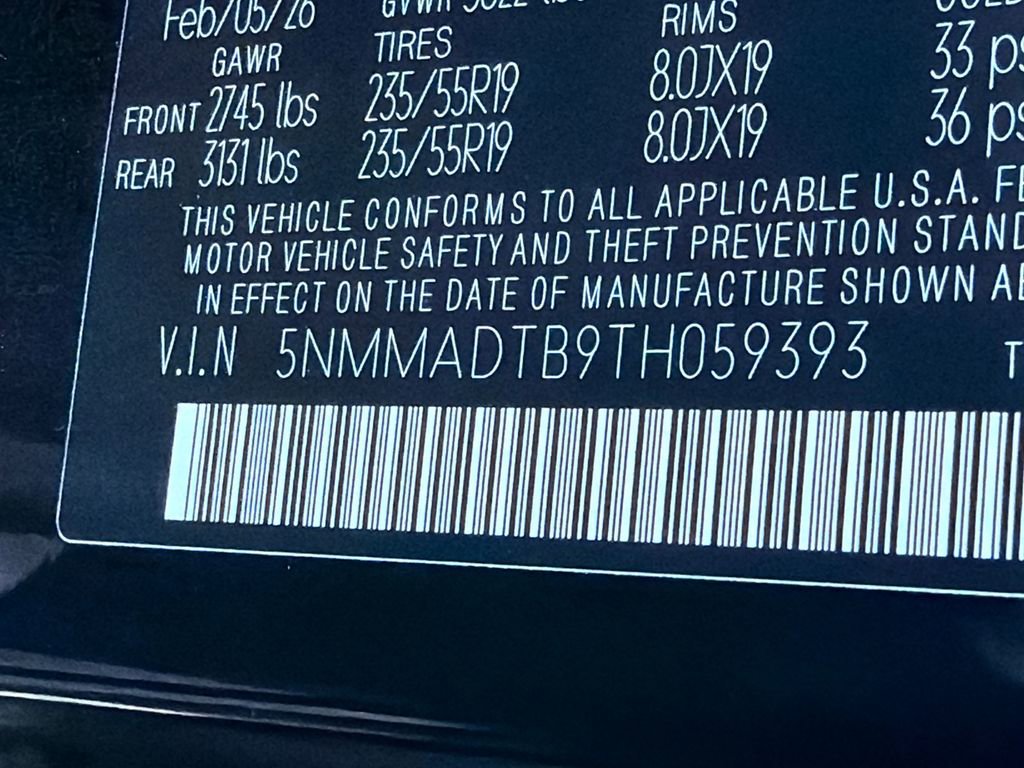 Feb/05/26 GVWR
GAWR TIRES RIMS
FRONT 2745 lbs 235/55R19 8.0JX19 33
REAR 3131 lbs 235/55R19 8.0JX19 36
THIS VEHICLE CONFORMS TO ALL APPLICABLE U.S.A.
MOTOR VEHICLE SAFETY AND THEFT PREVENTION
IN EFFECT ON THE DATE OF MANUFACTURE SHOWN
V.I.N 5NMMADTB9TH059393